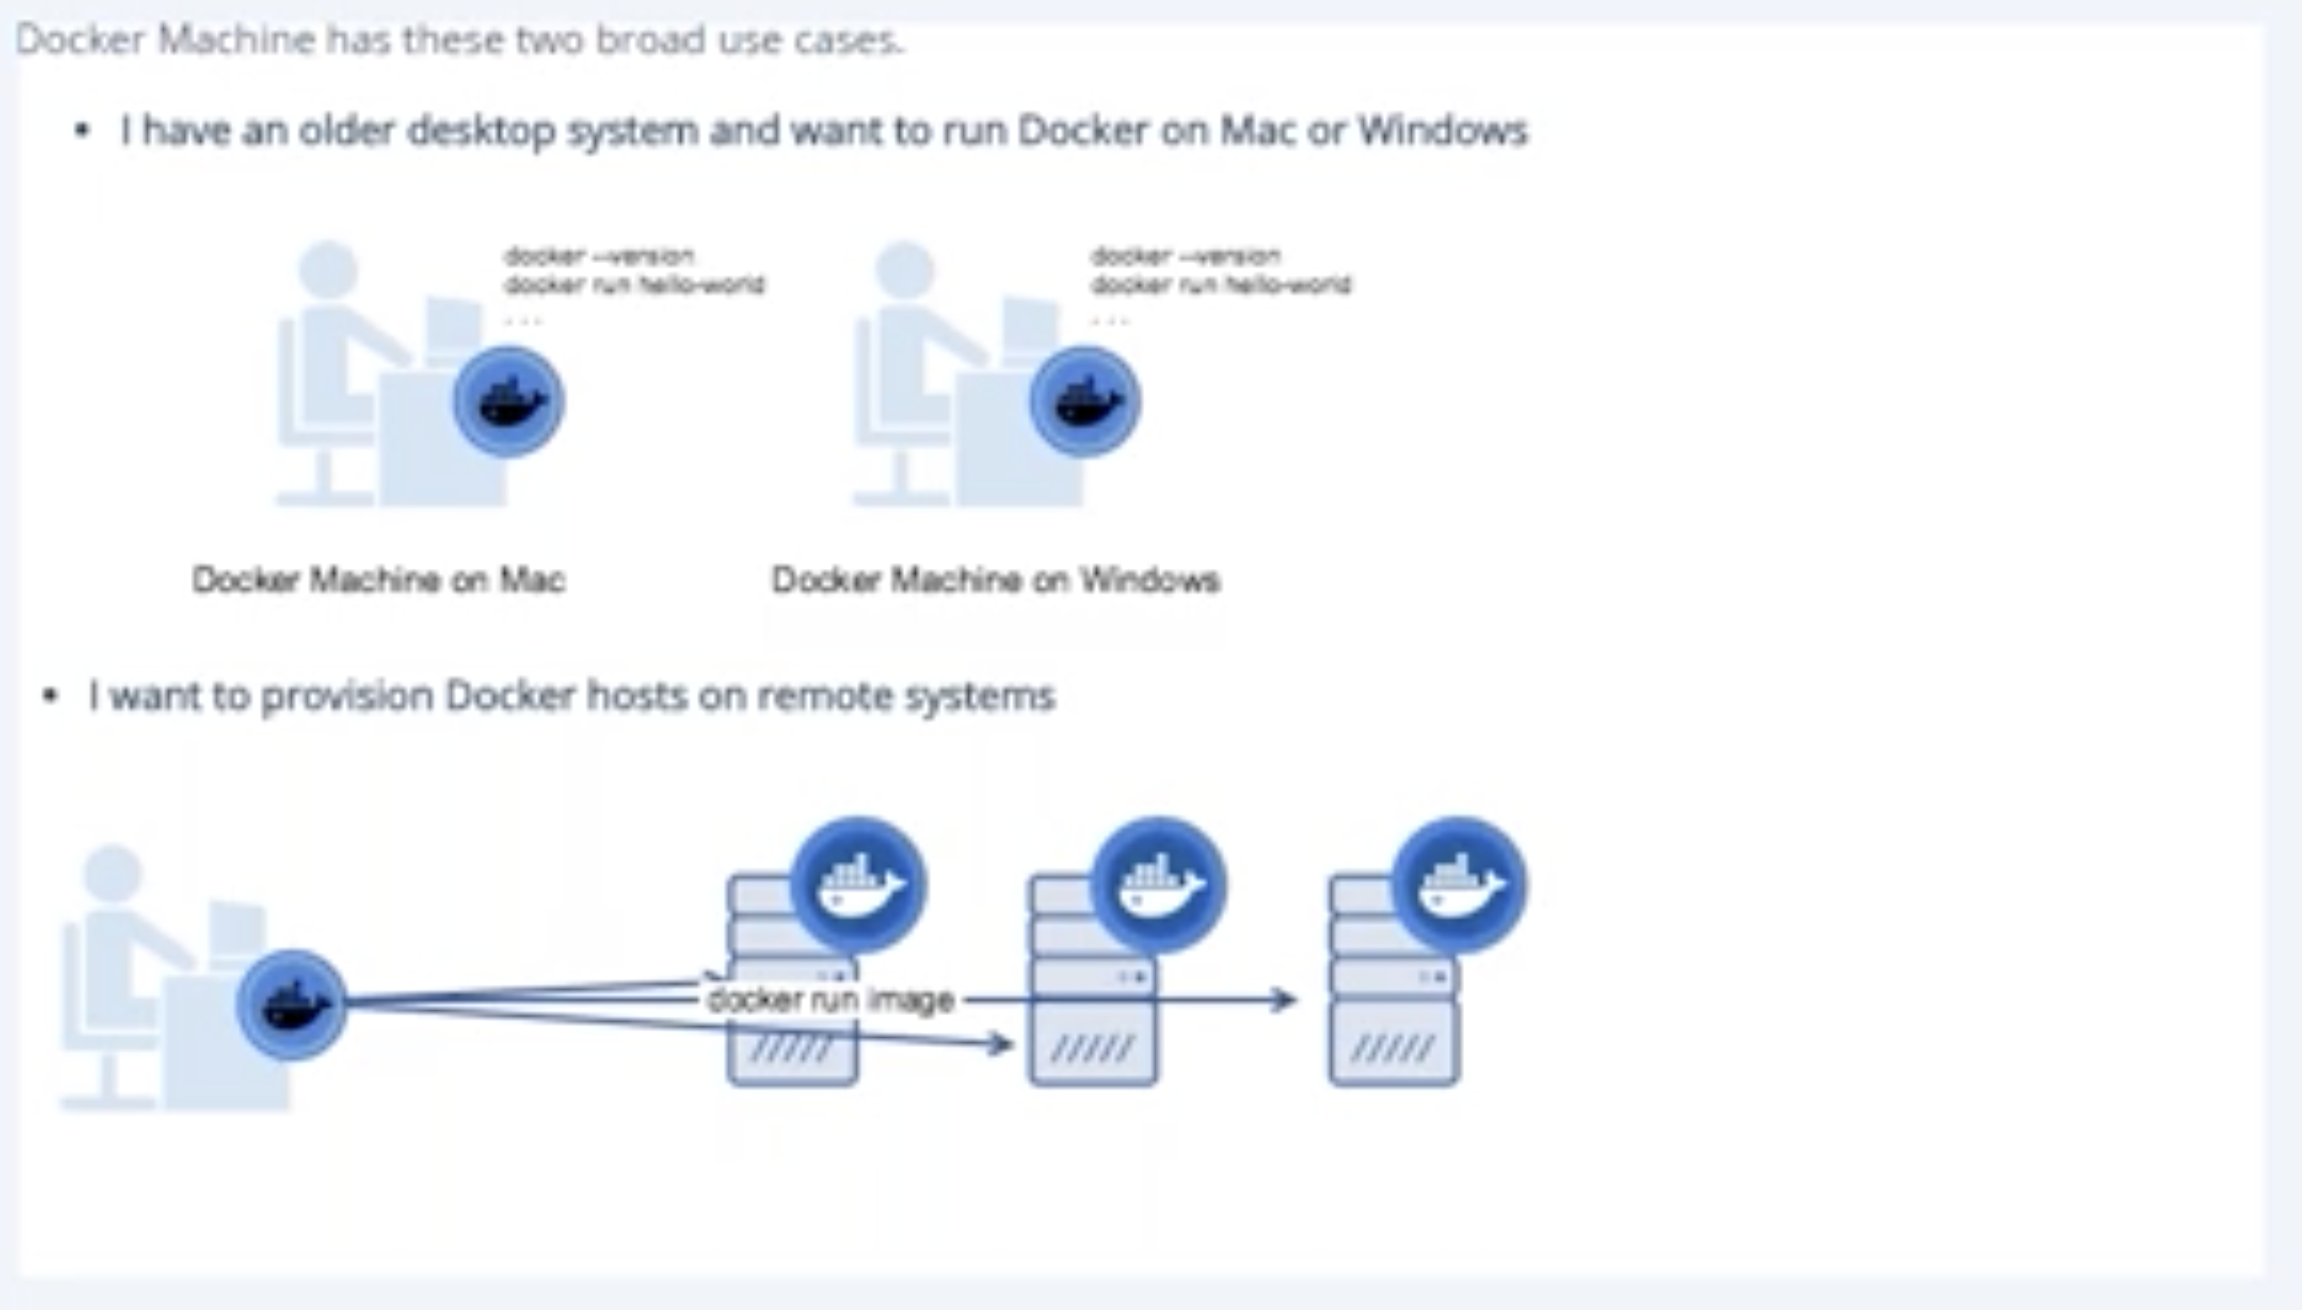 Docker Machine has these two broad use cases.
• I have an older desktop system and want to run Docker on Mac or Windows
docker --version
docker run hello-world
. . .
docker --version
docker run hello-world
. . .
Docker Machine on Mac
Docker Machine on Windows
• I want to provision Docker hosts on remote systems
docker run image